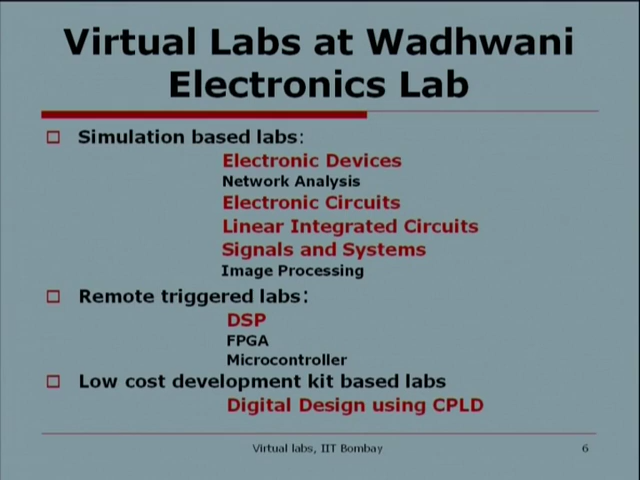 Virtual Labs at Wadhwani
Electronics Lab
Simulation based labs:
Electronic Devices
Network Analysis
Electronic Circuits
Linear Integrated Circuits
Signals and Systems
Image Processing
Remote triggered labs:
DSP
FPGA
Microcontroller
Low cost development kit based labs
Digital Design using CPLD
Virtual labs, IIT Bombay
6